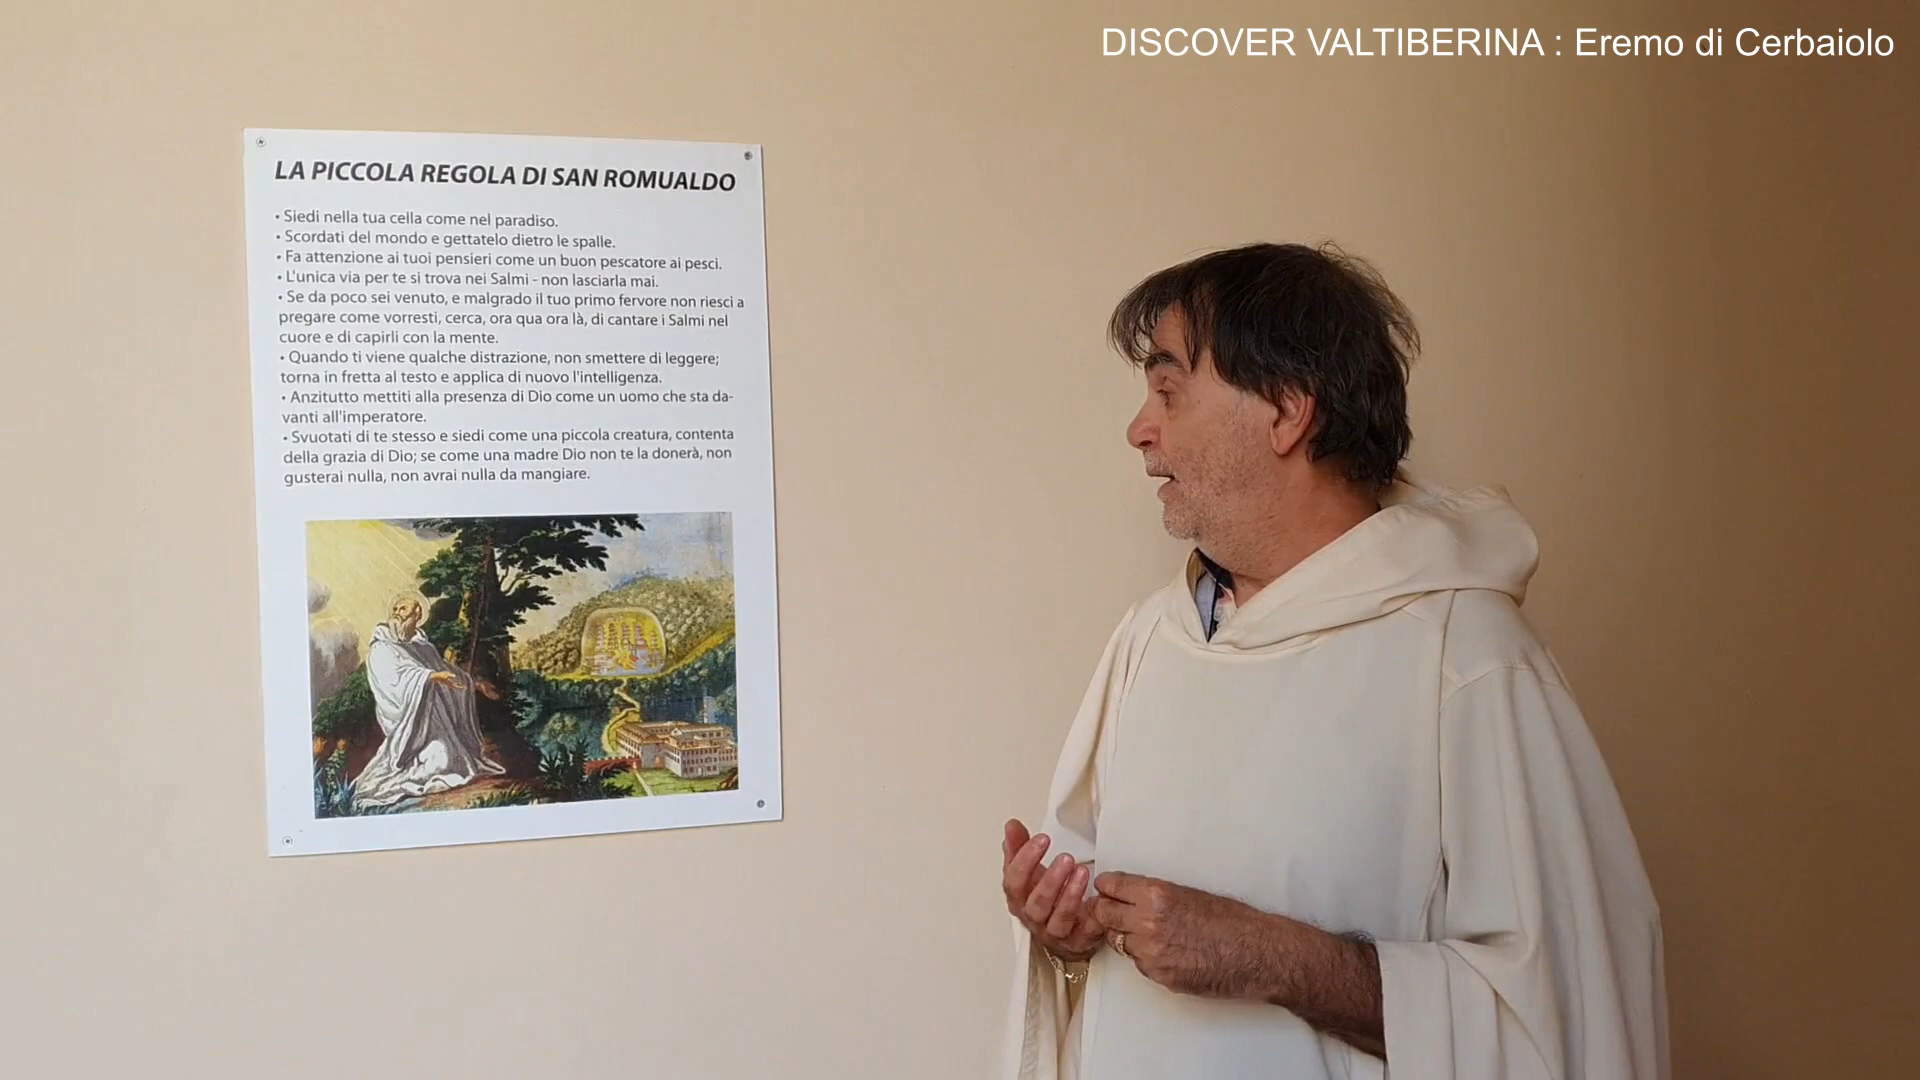 DISCOVER VALTIBERINA : Eremo di Cerbaiolo
LA PICCOLA REGOLA DI SAN ROMUALDO
• Siedi nella tua cella come nel paradiso.
• Scordati del mondo e gettatelo dietro le spalle.
• Fa attenzione ai tuoi pensieri come un buon pescatore ai pesci.
• L'unica via per te si trova nei Salmi - non lasciarla mai.
• Se da poco sei venuto, e malgrado il tuo primo fervore non riesci a
pregare come vorresti, cerca, ora qua ora là, di cantare i Salmi nel
cuore e di capirli con la mente.
• Quando ti viene qualche distrazione, non smettere di leggere;
torna in fretta al testo e applica di nuovo l'intelligenza.
• Anzitutto mettiti alla presenza di Dio come un uomo che sta da-
vanti all'imperatore.
• Svuotati di te stesso e siedi come una piccola creatura, contenta
della grazia di Dio; se come una madre Dio non te la donerà, non
gusterai nulla, non avrai nulla da mangiare.